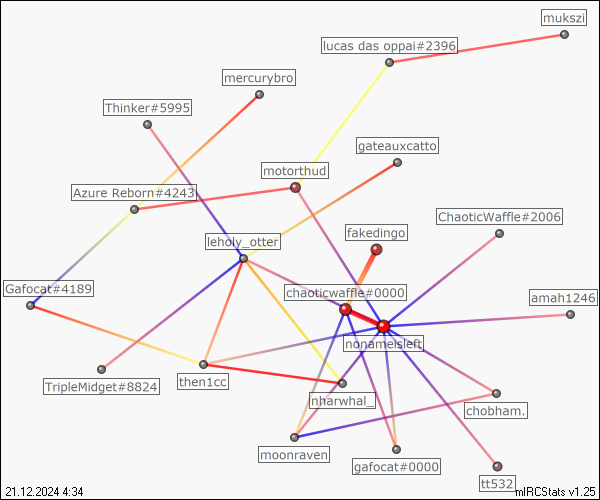 mukszi
lucas das oppai#2396
mercurybro
Thinker#5995
gateauxcatto
motorthud
Azure Reborn#4243
ChaoticWaffle#2006
fakedingo
leholy_otter
Gafocat#4189
chaoticwaffle#0000
amah1246
nonameisleft
TripleMidget#8824
then1cc
nharwhal_
chobham.
moonraven
gafocat#0000
tt532
21.12.2024 4:34
mIRCStats v1.25